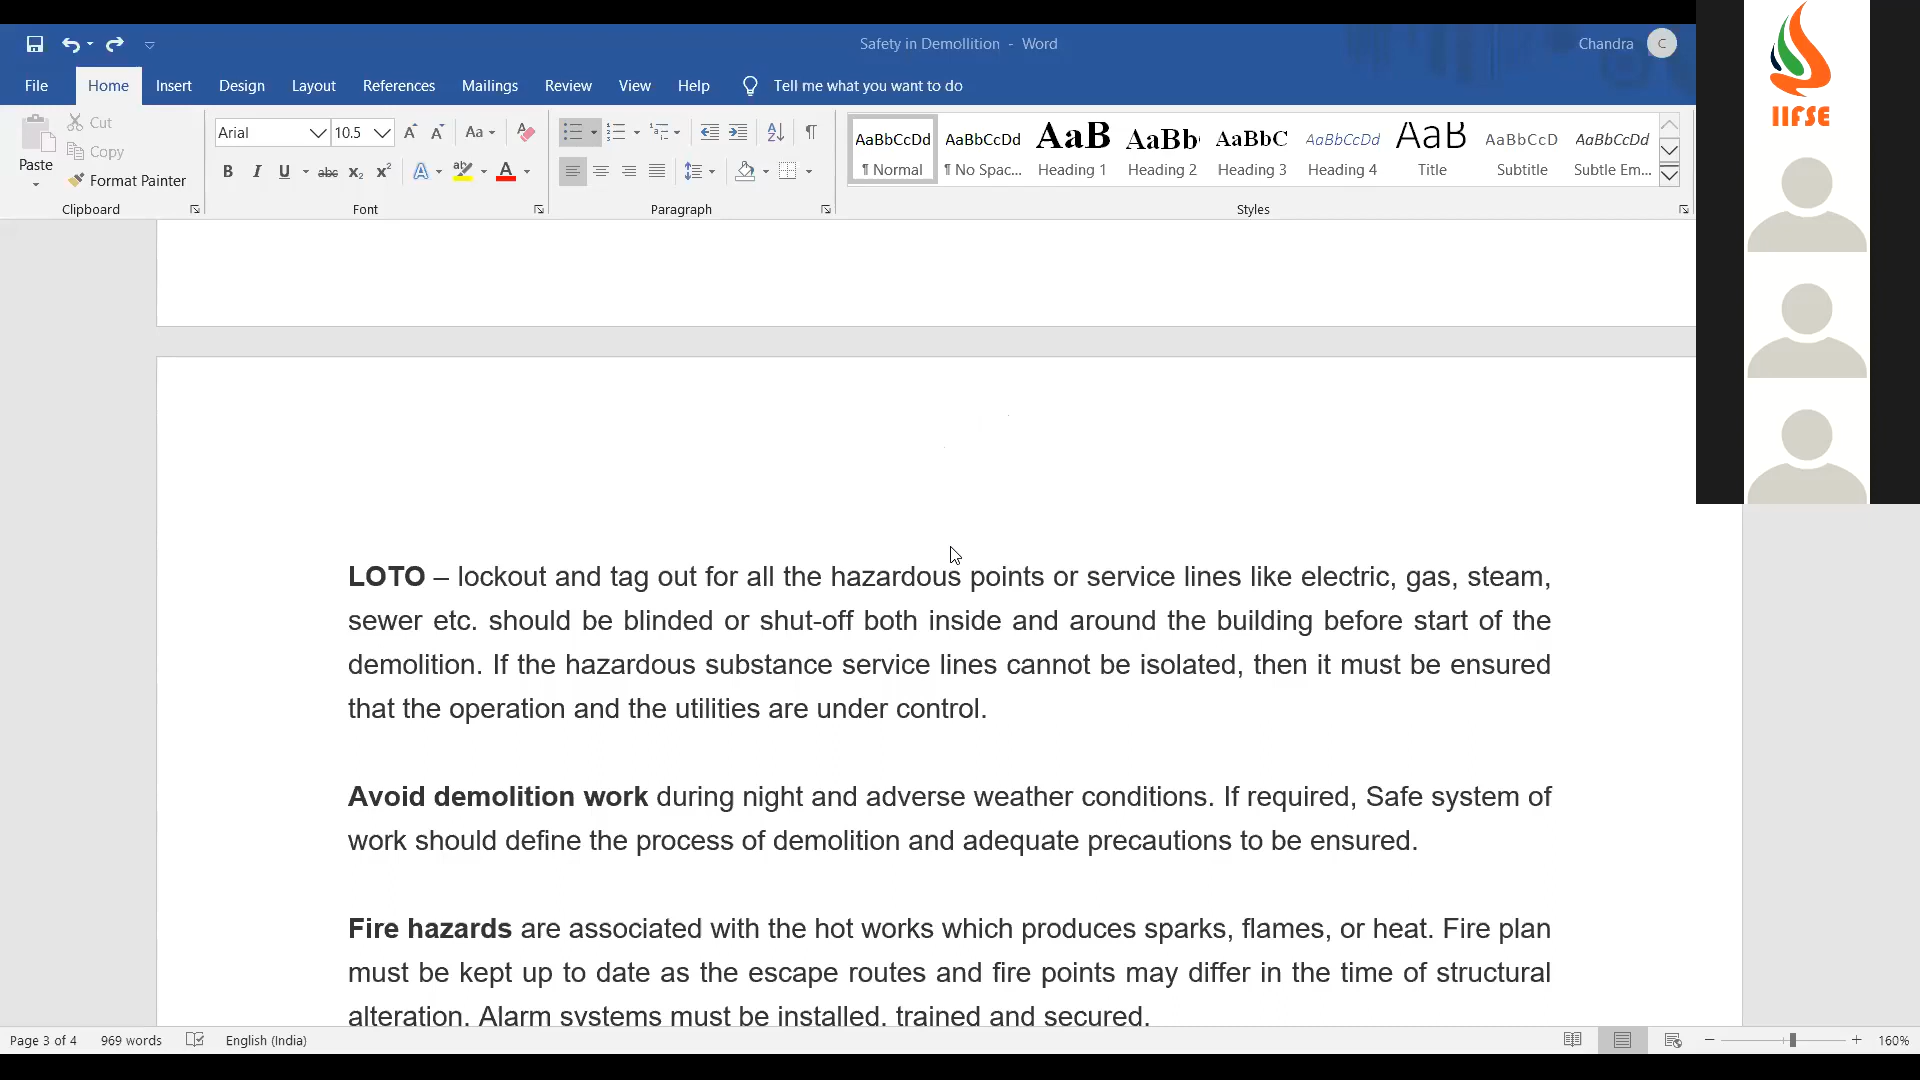 Safety in Demollition - Word
Chandra C
File Home Insert Design Layout References Mailings Review View Help Tell me what you want to do
IIFSE
Paste
Cut
Copy
Format Painter
Clipboard
Arial 10.5
Font
Paragraph
AaBbCcDd AaBbCcDd AaB AaBb AaBbC AaBbCcDd AaB AaBbCcD AaBbCcDd
¶ Normal ¶ No Spac... Heading 1 Heading 2 Heading 3 Heading 4 Title Subtitle Subtle Em...
Styles
LOTO – lockout and tag out for all the hazardous points or service lines like electric, gas, steam,
sewer etc. should be blinded or shut-off both inside and around the building before start of the
demolition. If the hazardous substance service lines cannot be isolated, then it must be ensured
that the operation and the utilities are under control.
Avoid demolition work during night and adverse weather conditions. If required, Safe system of
work should define the process of demolition and adequate precautions to be ensured.
Fire hazards are associated with the hot works which produces sparks, flames, or heat. Fire plan
must be kept up to date as the escape routes and fire points may differ in the time of structural
alteration. Alarm systems must be installed, trained and secured.
Page 3 of 4 969 words English (India) 160%